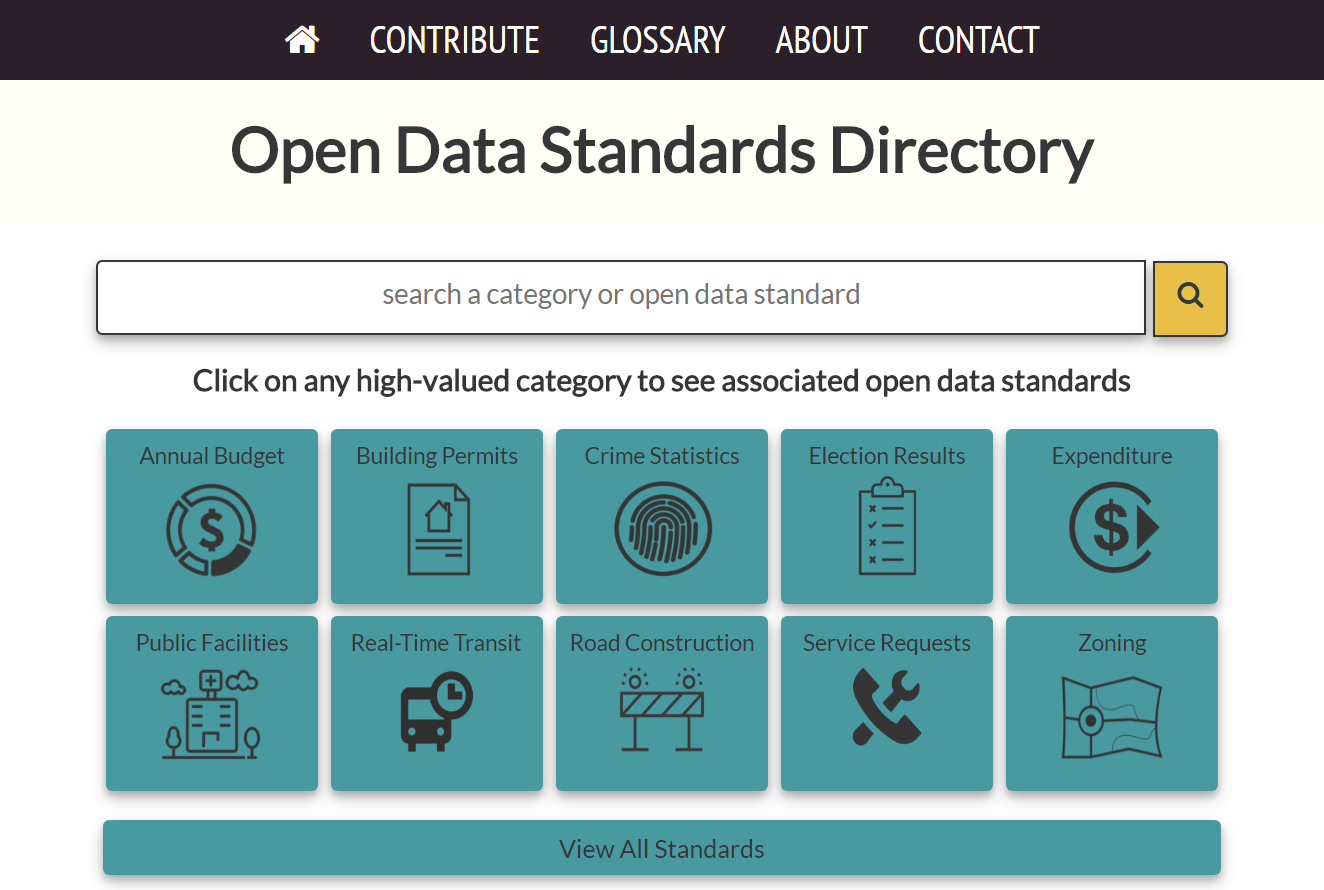 CONTRIBUTE GLOSSARY ABOUT CONTACT
Open Data Standards Directory
search a category or open data standard
Click on any high-valued category to see associated open data standards
Annual Budget
Building Permits
Crime Statistics
Election Results
Expenditure
Public Facilities
Real-Time Transit
Road Construction
Service Requests
Zoning
View All Standards